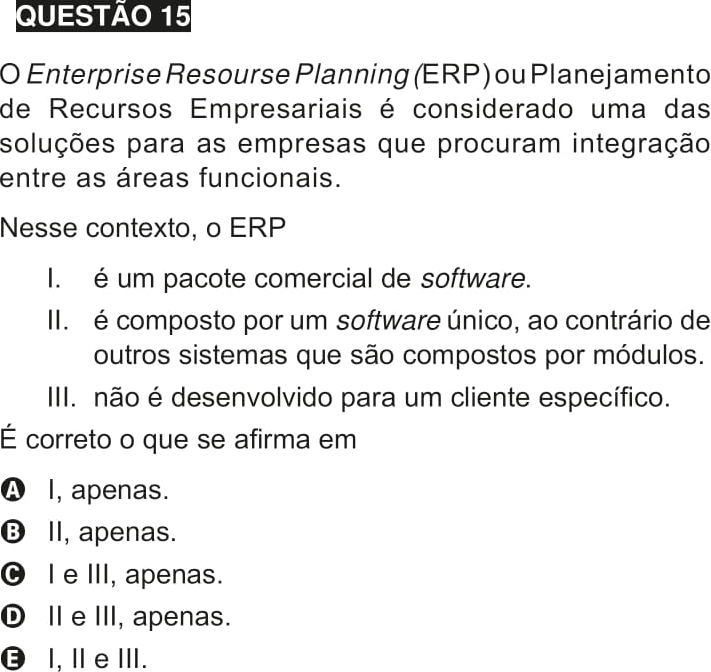 QUESTÃO 15
O Enterprise Resourse Planning (ERP) ou Planejamento
de Recursos Empresariais é considerado uma das
soluções para as empresas que procuram integração
entre as áreas funcionais.
Nesse contexto, o ERP
I. é um pacote comercial de software.
II. é composto por um software único, ao contrário de
outros sistemas que são compostos por módulos.
III. não é desenvolvido para um cliente específico.
É correto o que se afirma em
A I, apenas.
B II, apenas.
C I e III, apenas.
D II e III, apenas.
E I, II e III.